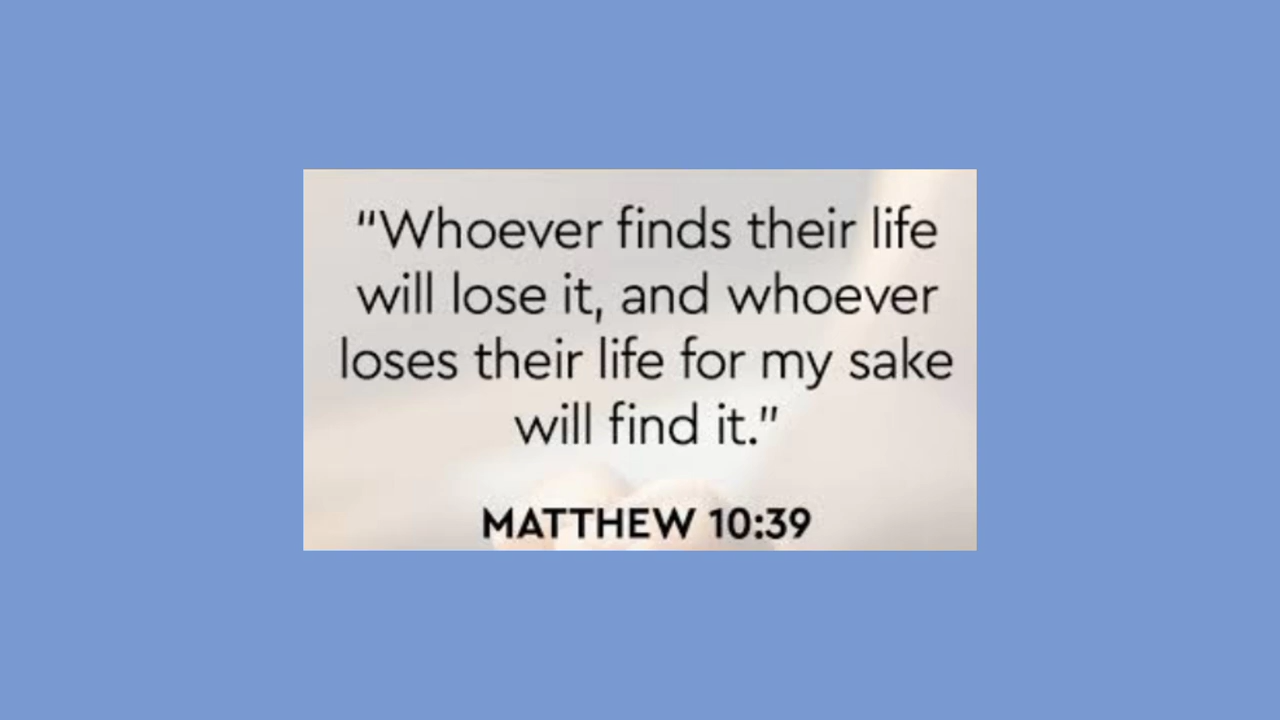 "Whoever finds their life
will lose it, and whoever
loses their life for my sake
will find it."
MATTHEW 10:39